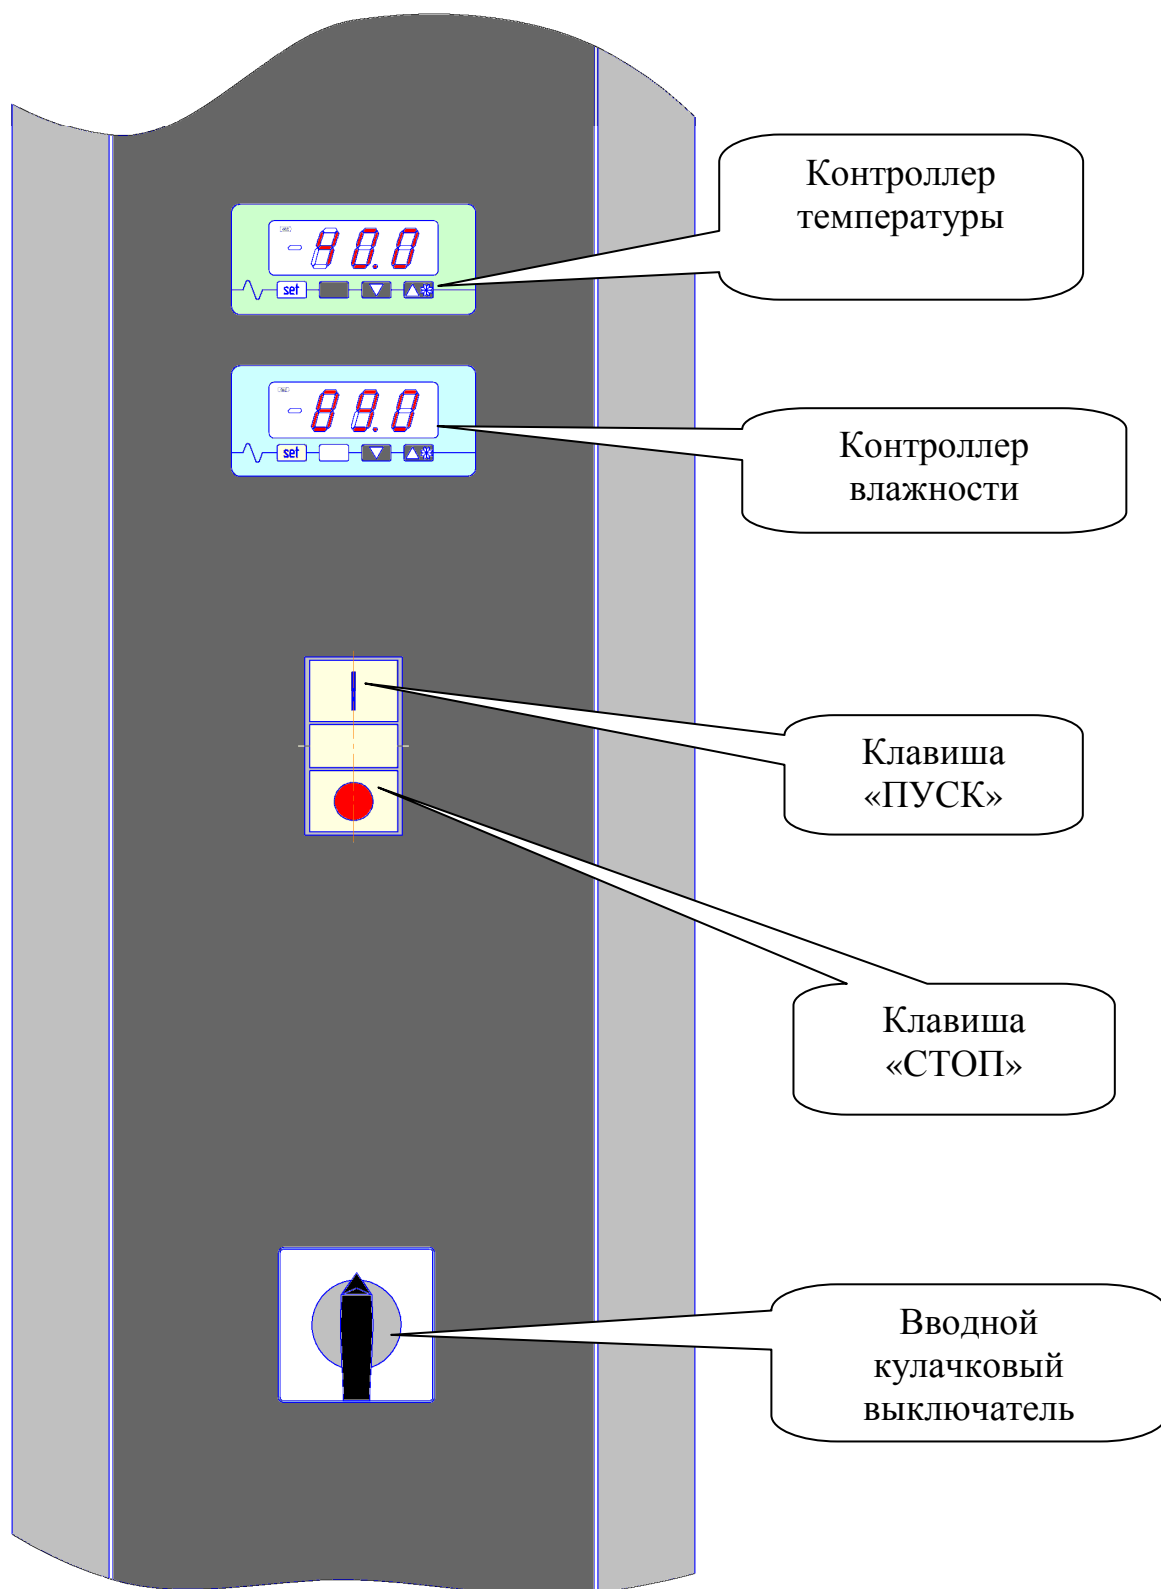 Контроллер
температуры
40.0
set
89.0
set
Контроллер
влажности
Клавиша
«ПУСК»
Клавиша
«СТОП»
Вводной
кулачковый
выключатель